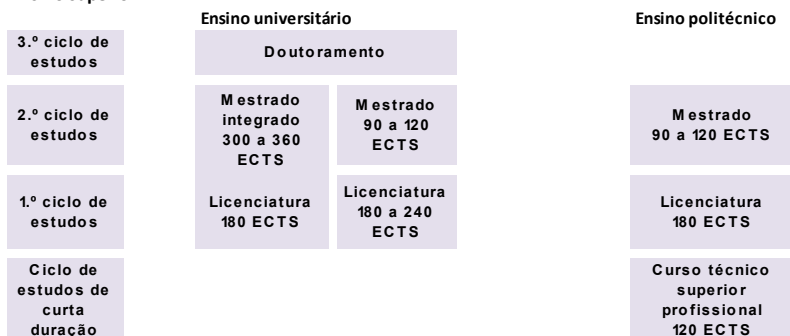 Ensino universitário
Ensino politécnico
3.º ciclo de
estudos
Doutoramento
2.º ciclo de
estudos
Mestrado
integrado
300 a 360
ECTS
Mestrado
90 a 120
ECTS
Mestrado
90 a 120 ECTS
1.º ciclo de
estudos
Licenciatura
180 ECTS
Licenciatura
180 a 240
ECTS
Licenciatura
180 ECTS
Ciclo de
estudos de
curta
duração
Curso técnico
superior
profissional
120 ECTS